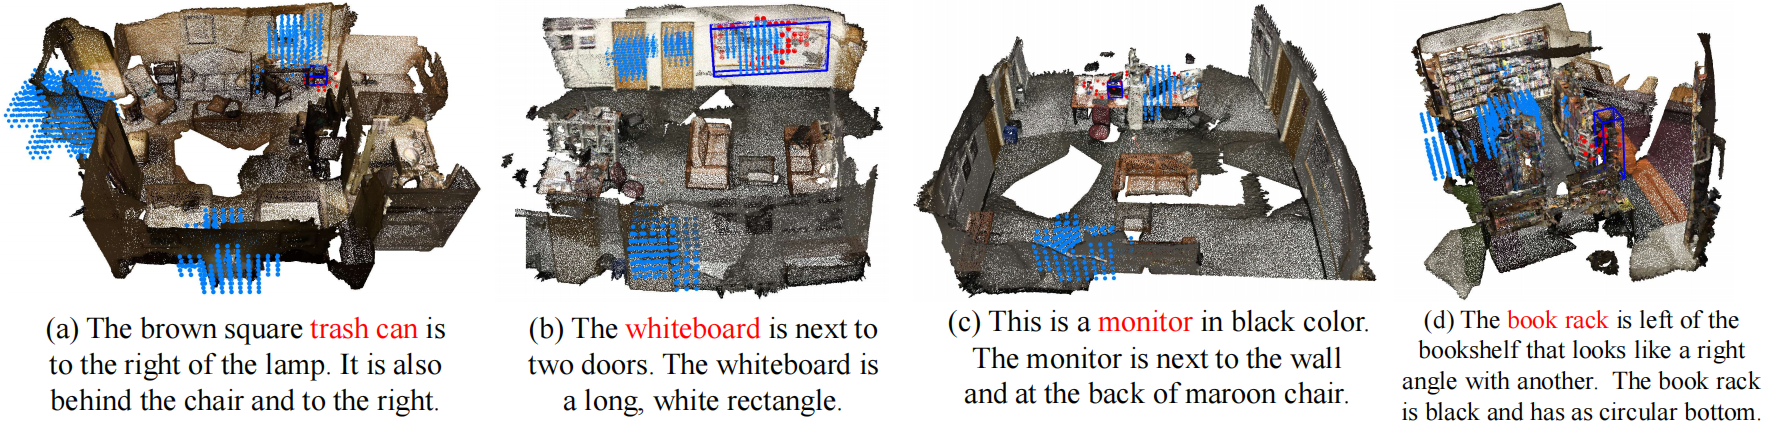 (a) The brown square trash can is
to the right of the lamp. It is also
behind the chair and to the right.
(b) The whiteboard is next to
two doors. The whiteboard is
a long, white rectangle.
(c) This is a monitor in black color.
The monitor is next to the wall
and at the back of maroon chair.
(d) The book rack is left of the
bookshelf that looks like a right
angle with another. The book rack
is black and has as circular bottom.